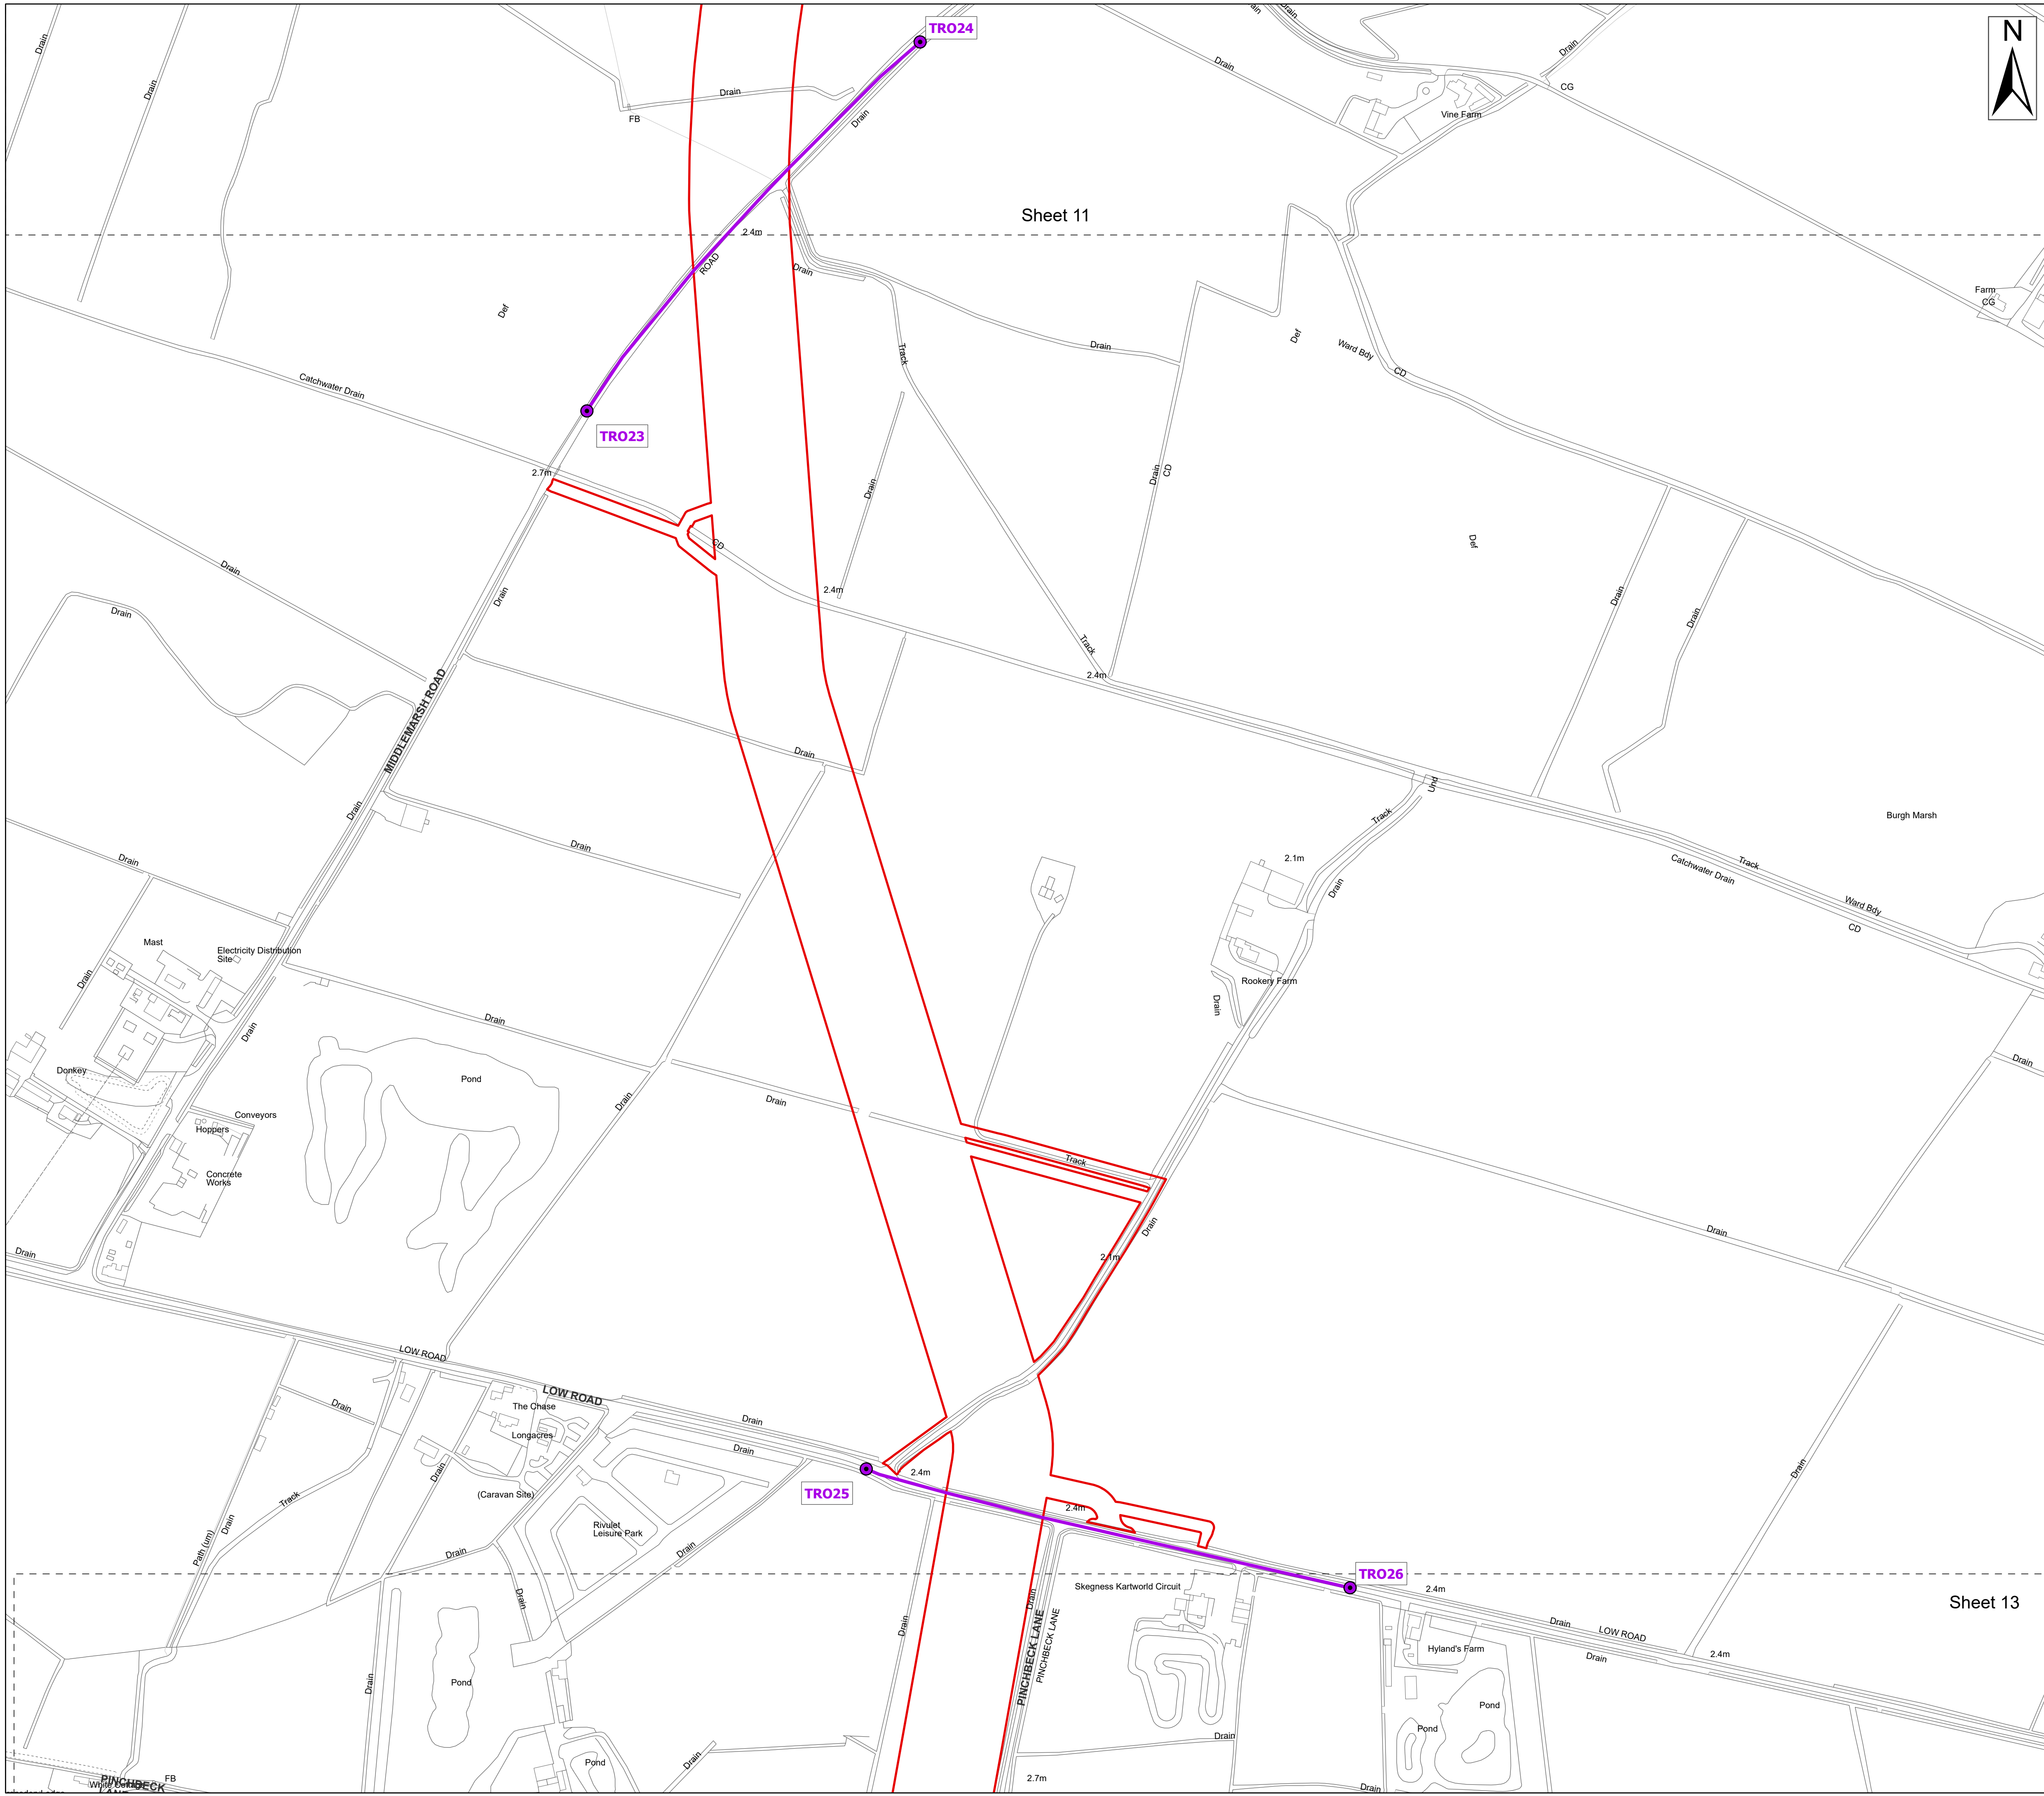 Drain
Drain
TRO24
Drain
Drain
Drain
Drain
Drain
N
FB
Drain
CG
Vine Farm
Sheet 11
2.4m
ROAD
Drain
Def
Farm
CG
Track
Drain
Def
Ward Bdy
CD
Catchwater Drain
TRO23
2.7m
Drain
Drain
CD
CD
Def
Drain
Drain
Drain
2.4m
Drain
Drain
Track
2.4m
MIDDLEMARSH ROAD
Drain
Und
Track
Burgh Marsh
Drain
Drain
Drain
2.1m
Track
Catchwater Drain
Drain
Ward Bdy
CD
Mast
Electricity Distribution
Site
Drain
Rookery Farm
Drain
Drain
Drain
Donkey
Pond
Drain
Drain
Drain
Conveyors
Hoppers
Concrete
Works
Track
Drain
Drain
Drain
2.1m
LOW ROAD
LOW ROAD
The Chase
Longacres
Drain
Drain
Drain
Drain
(Caravan Site)
TRO25
2.4m
2.4m
Track
Drain
Path (um)
Rivulet
Leisure Park
Drain
Drain
Drain
Drain
TRO26
2.4m
Skegness Kartworld Circuit
Sheet 13
Drain
Drain
PINCHBECK LANE
PINCHBECK LANE
Drain
LOW ROAD
Drain
Hyland's Farm
2.4m
Drain
Pond
Pond
Pond
Drain
Drain
Pond
2.7m
Drain
FB
PINCHBECK
LANE